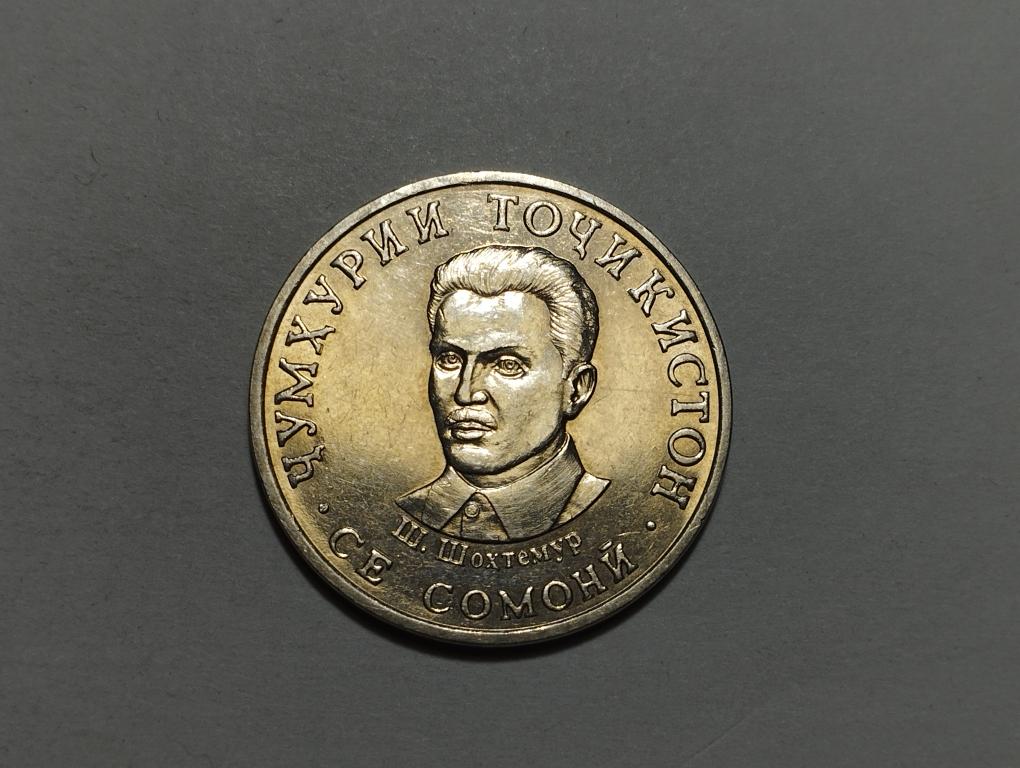 ҶУМҲУРИИ ТОҶИКИСТОН
Ш. Шохтемур
· СЕ СОМОНӢ ·